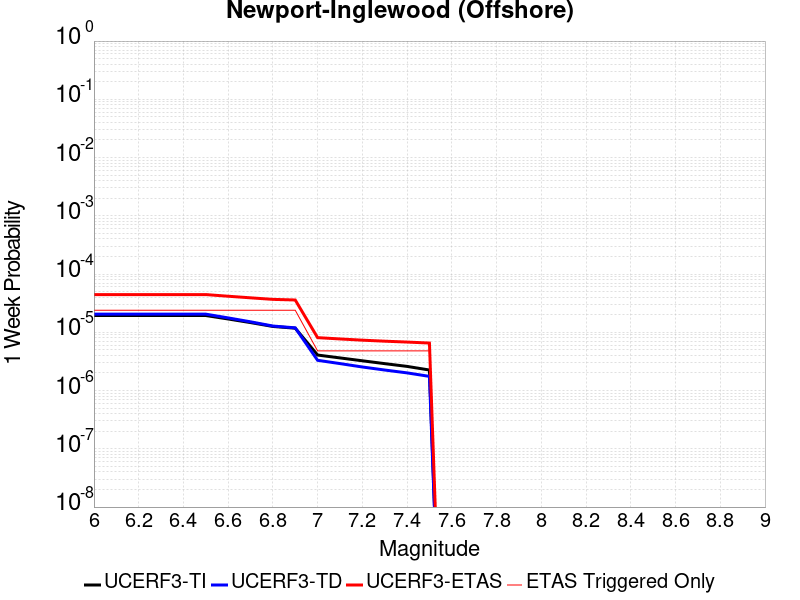 Newport-Inglewood (Offshore)
10^0
10^-1
10^-2
10^-3
10^-4
10^-5
10^-6
10^-7
10^-8
1 Week Probability
6 6.2 6.4 6.6 6.8 7 7.2 7.4 7.6 7.8 8 8.2 8.4 8.6 8.8 9
Magnitude
UCERF3-TI UCERF3-TD UCERF3-ETAS ETAS Triggered Only